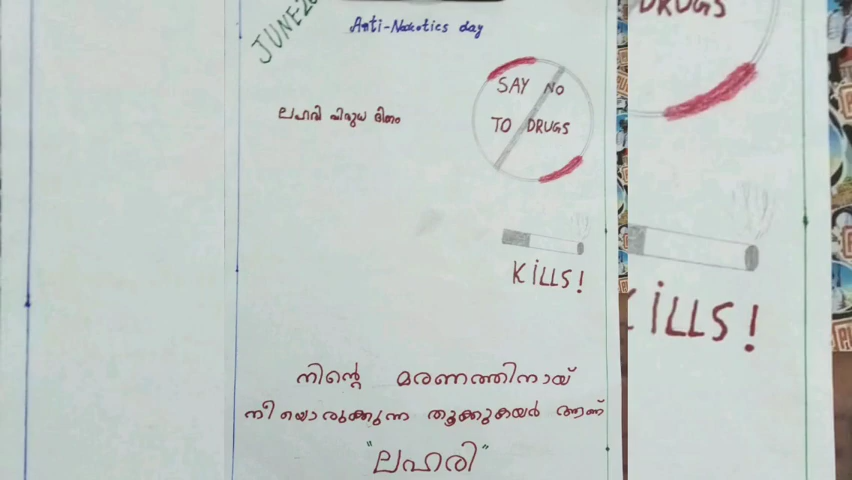 JUNE-26
Anti-Narcotics day
ലഹരി വിരുധ ദിനം
SAY NO
TO DRUGS
KiLLS!
നിന്റെ മരണത്തിനായ്
നീയൊരുക്കുന്ന തൂക്കുകയർ ആണ്
"ലഹരി"
DRUGS
KiLLS!